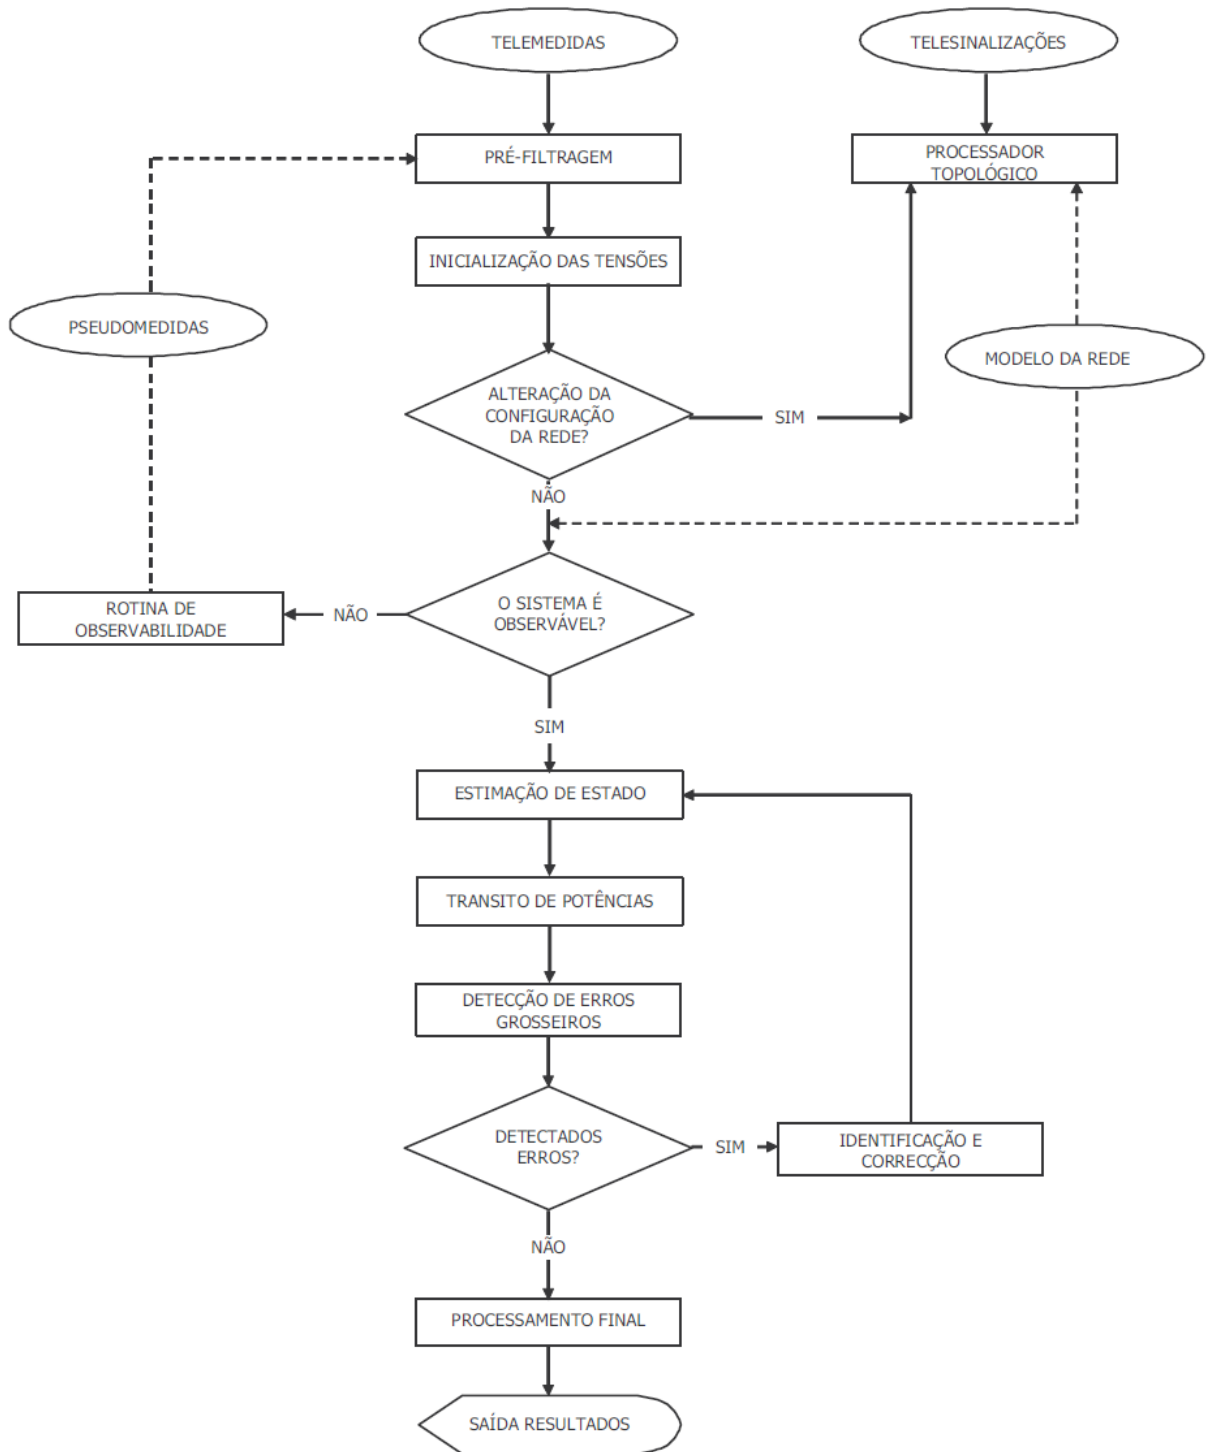 TELEMEDIDAS
TELESINALIZAÇÕES
PRÉ-FILTRAGEM
PROCESSADOR
TOPOLÓGICO
INICIALIZAÇÃO DAS TENSÕES
PSEUDOMEDIDAS
MODELO DA REDE
ALTERAÇÃO DA
CONFIGURAÇÃO
DA REDE?
SIM
NÃO
O SISTEMA É
OBSERVÁVEL?
NÃO
ROTINA DE
OBSERVABILIDADE
SIM
ESTIMAÇÃO DE ESTADO
TRANSITO DE POTÊNCIAS
DETECÇÃO DE ERROS
GROSSEIROS
DETECTADOS
ERROS?
SIM
IDENTIFICAÇÃO E
CORRECÇÃO
NÃO
PROCESSAMENTO FINAL
SAÍDA RESULTADOS